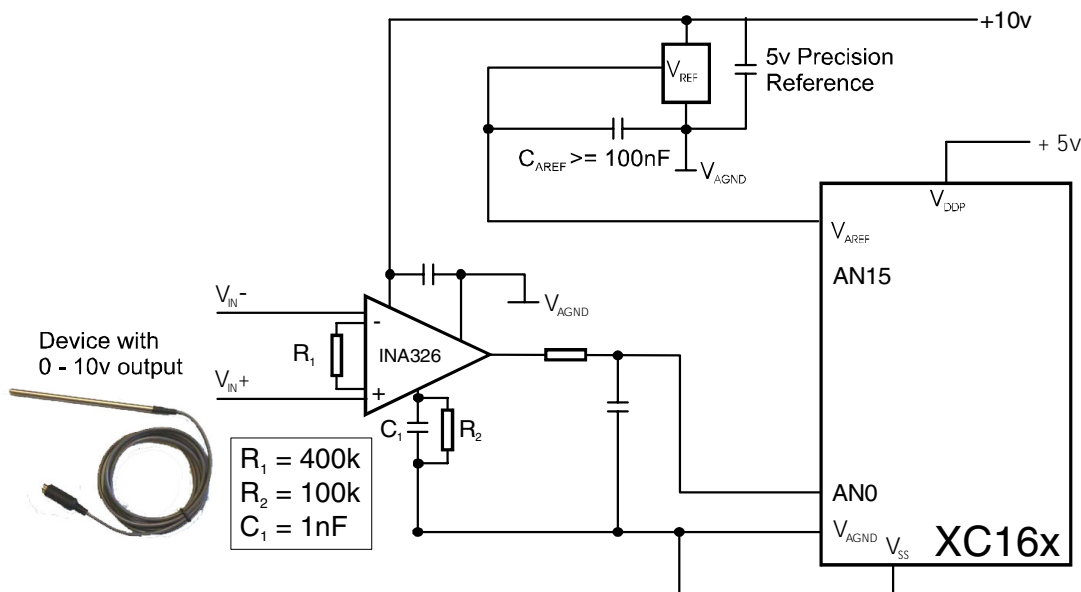 +10v
V_REF
5v Precision
Reference
C_AREF >= 100nF
V_AGND
+ 5v
V_DDP
V_AREF
AN15
V_IN-
V_AGND
Device with
0 - 10v output
R_1
-
INA326
+
V_IN+
C_1
R_2
R_1 = 400k
R_2 = 100k
C_1 = 1nF
AN0
V_AGND
V_SS
XC16x